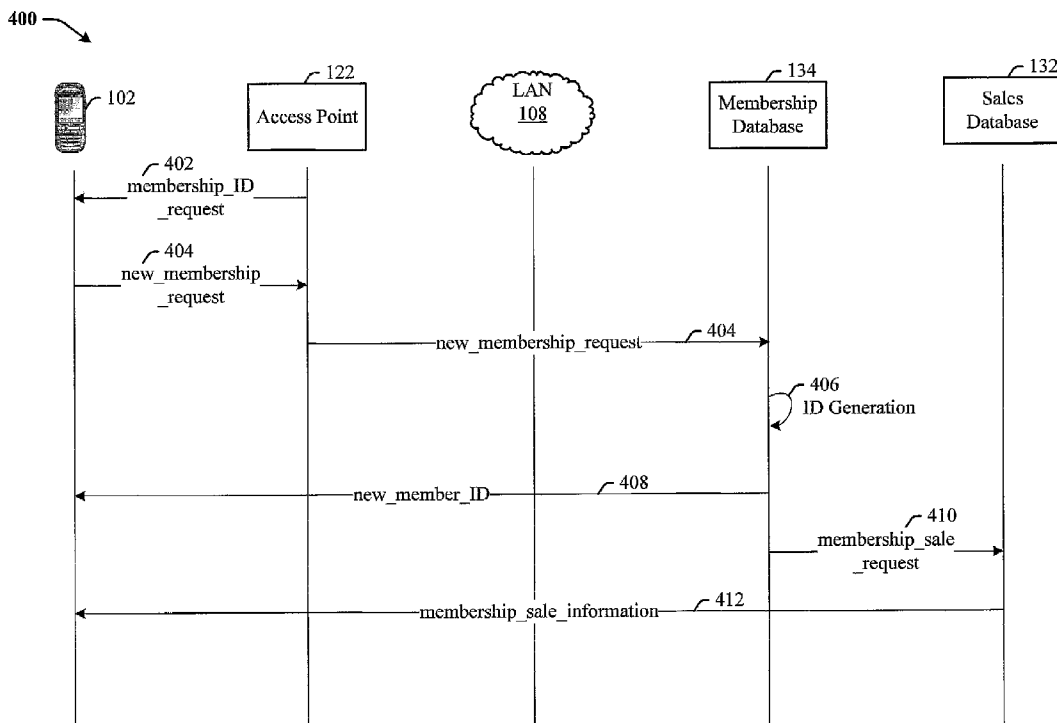 400
102
122
Access Point
LAN
108
134
Membership
Database
132
Sales
Database
402
membership_ID
_request
404
new_membership
_request
new_membership_request
404
406
ID Generation
new_member_ID
408
410
membership_sale
_request
membership_sale_information
412